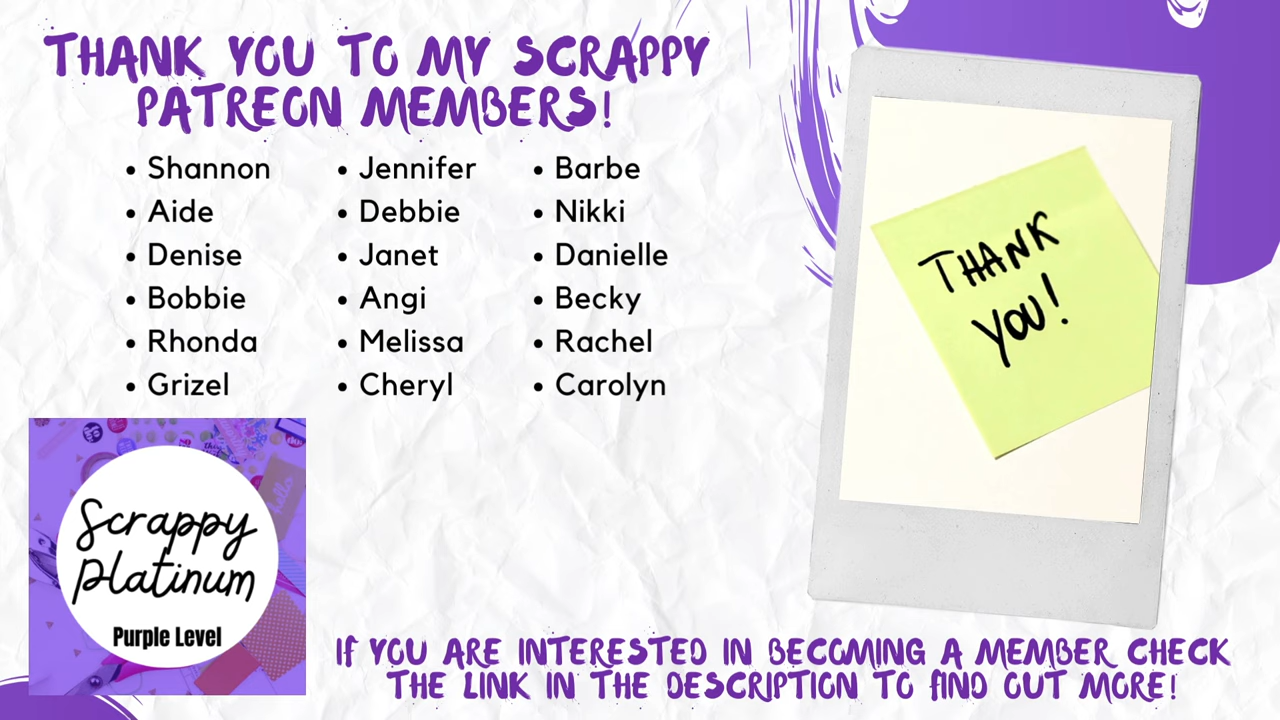 THANK YOU TO MY SCRAPPY
PATREON MEMBERS!
• Shannon
• Aide
• Denise
• Bobbie
• Rhonda
• Grizel
• Jennifer
• Debbie
• Janet
• Angi
• Melissa
• Cheryl
• Barbe
• Nikki
• Danielle
• Becky
• Rachel
• Carolyn
THANK
YOU!
hello
Scrappy
Platinum
Purple Level
IF YOU ARE INTERESTED IN BECOMING A MEMBER CHECK
THE LINK IN THE DESCRIPTION TO FIND OUT MORE!